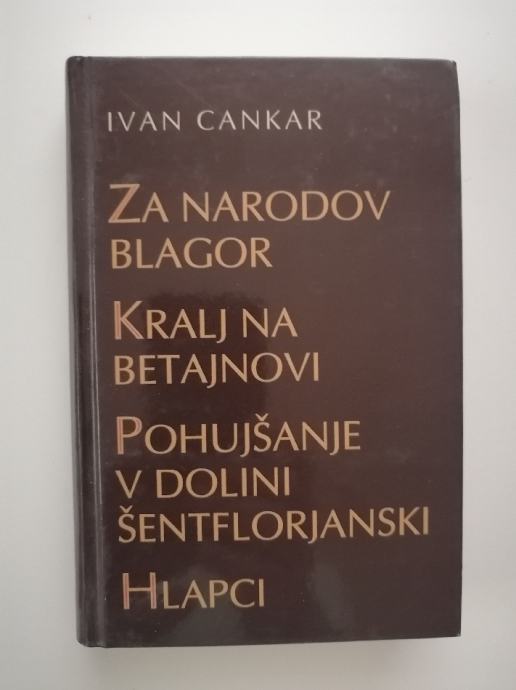 IVAN CANKAR
ZA NARODOV
BLAGOR
KRALJ NA
BETAJNOVI
POHUJŠANJE
V DOLINI
ŠENTFLORJANSKI
HLAPCI